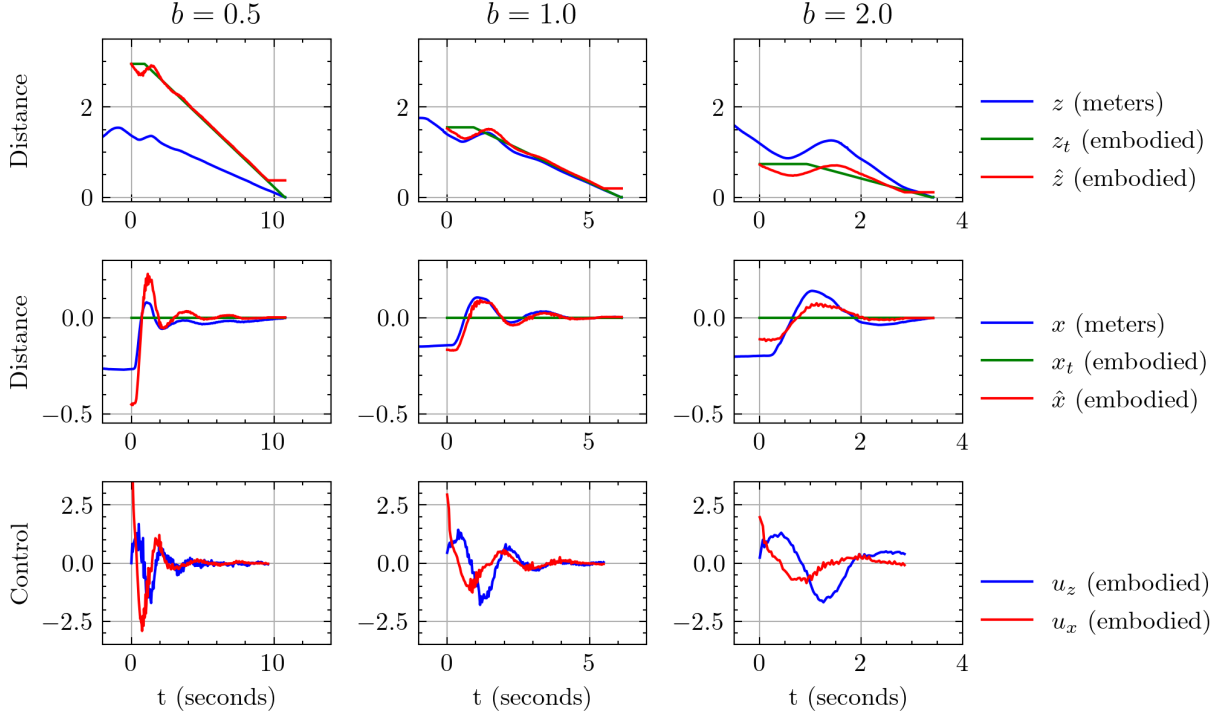 b = 0.5
b = 1.0
b = 2.0
Distance
2
0
0
10
2
0
0
5
2
0
0
2
4
z (meters)
z_t (embodied)
ẑ (embodied)
Distance
0.0
−0.5
0
10
0.0
−0.5
0
5
0.0
−0.5
0
2
4
x (meters)
x_t (embodied)
x̂ (embodied)
Control
2.5
0.0
−2.5
0
10
2.5
0.0
−2.5
0
5
2.5
0.0
−2.5
0
2
4
u_z (embodied)
u_x (embodied)
t (seconds)
t (seconds)
t (seconds)